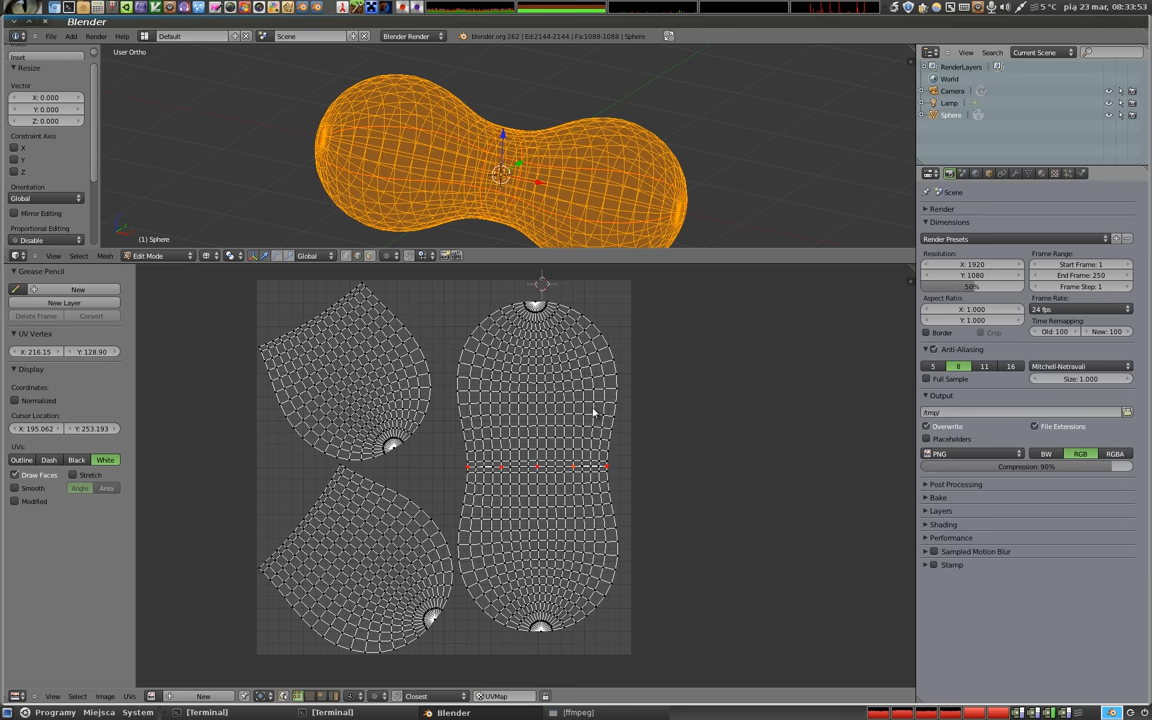 5 °C pią 23 mar, 08:33:53
Blender
File Add Render Help Default Scene Blender Render blender.org 262 | Ed:2144-2144 | Fa:1088-1088 | Sphere
View Search Current Scene
User Ortho
Inset
Resize
Vector
X: 0.000
Y: 0.000
Z: 0.000
Constraint Axis
X
Y
Z
Orientation
Global
Mirror Editing
Proportional Editing
Disable
(1) Sphere
View Select Mesh Edit Mode Global
RenderLayers
World
Camera
Lamp
Sphere
Scene
Render
Dimensions
Render Presets
Resolution: Frame Range:
X: 1920 Start Frame: 1
Y: 1080 End Frame: 250
50% Frame Step: 1
Aspect Ratio: Frame Rate:
X: 1.000 24 fps
Y: 1.000 Time Remapping:
Border Crop Old: 100 New: 100
Anti-Aliasing
5 8 11 16 Mitchell-Netravali
Full Sample Size: 1.000
Output
/tmp/
Overwrite File Extensions
Placeholders
PNG BW RGB RGBA
Compression: 90%
Post Processing
Bake
Layers
Shading
Performance
Sampled Motion Blur
Stamp
Grease Pencil
New
New Layer
Delete Frame Convert
UV Vertex
X: 216.15 Y: 128.90
Display
Coordinates:
Normalized
Cursor Location:
X: 195.062 Y: 253.193
UVs:
Outline Dash Black White
Draw Faces Stretch
Smooth Angle Area
Modified
View Select Image UVs New Closest UVMap
Programy Miejsca System [Terminal] [Terminal] Blender [ffmpeg]